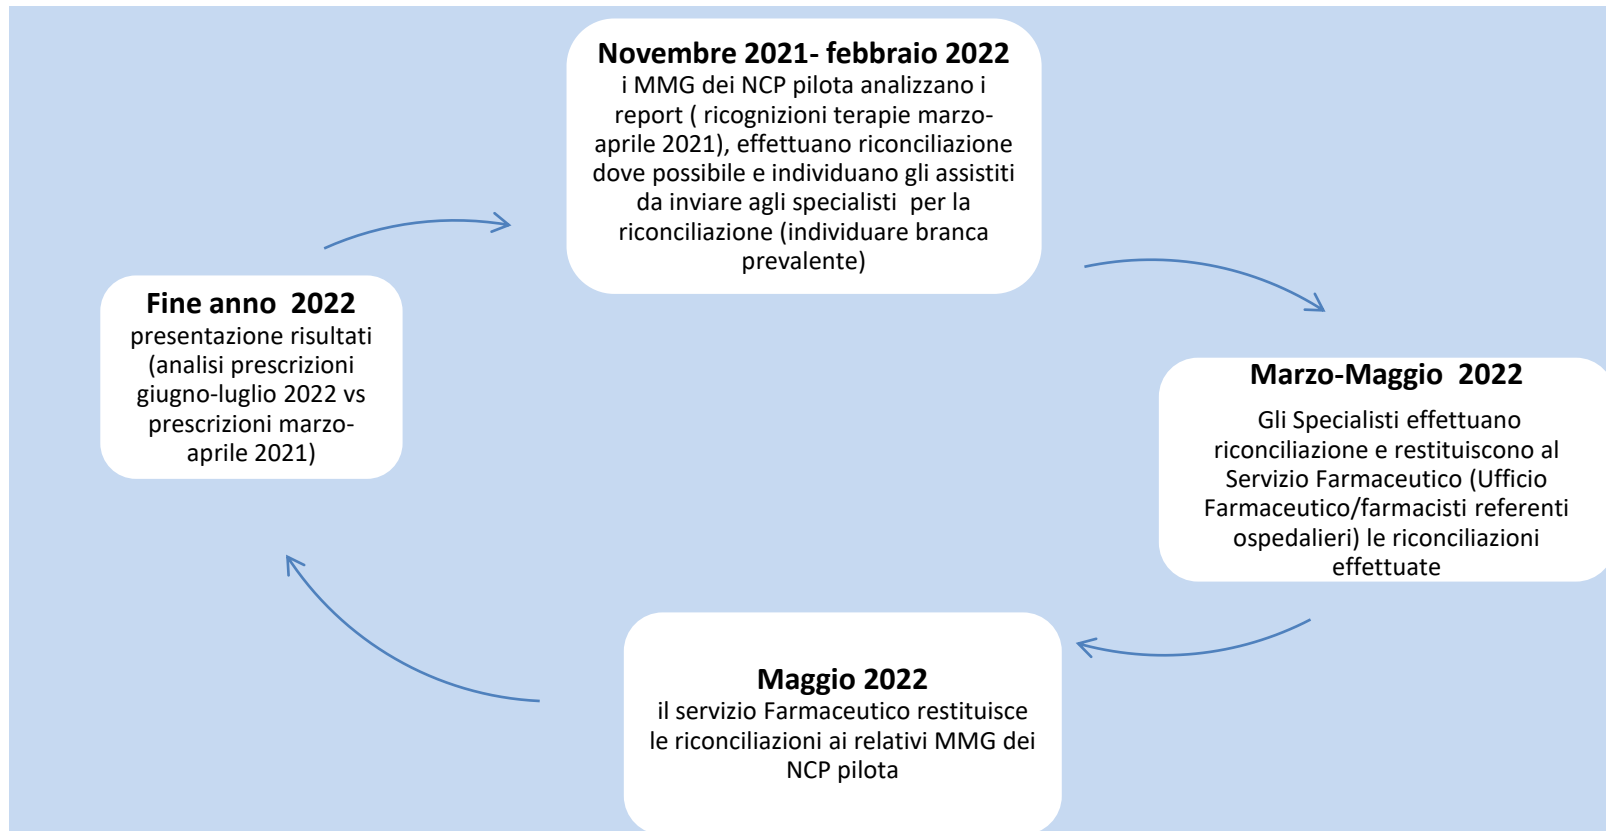 Novembre 2021- febbraio 2022
i MMG dei NCP pilota analizzano i
report ( ricognizioni terapie marzo-
aprile 2021), effettuano riconciliazione
dove possibile e individuano gli assistiti
da inviare agli specialisti  per la
riconciliazione (individuare branca
prevalente)
Marzo-Maggio  2022
Gli Specialisti effettuano
riconciliazione e restituiscono al
Servizio Farmaceutico (Ufficio
Farmaceutico/farmacisti referenti
ospedalieri) le riconciliazioni
effettuate
Maggio 2022
il servizio Farmaceutico restituisce
le riconciliazioni ai relativi MMG dei
NCP pilota
Fine anno  2022
presentazione risultati
(analisi prescrizioni
giugno-luglio 2022 vs
prescrizioni marzo-
aprile 2021)